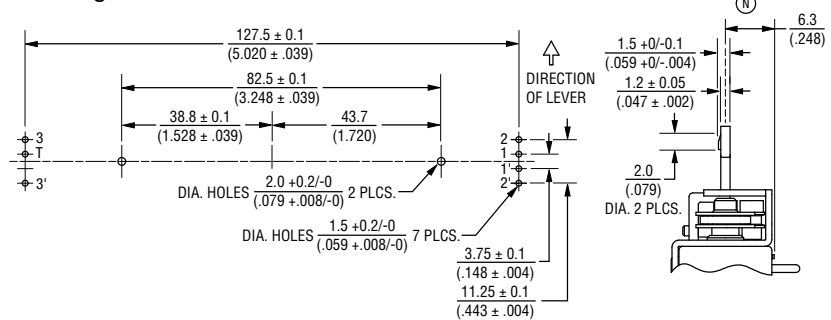 N
127.5 ± 0.1
(5.020 ± .039)
82.5 ± 0.1
(3.248 ± .039)
38.8 ± 0.1
(1.528 ± .039)
43.7
(1.720)
DIRECTION
OF LEVER
3
T
3'
2
1
1'
2'
DIA. HOLES 2.0 +0.2/-0 2 PLCS.
(.079 +.008/-0)
DIA. HOLES 1.5 +0.2/-0 7 PLCS.
(.059 +.008/-0)
3.75 ± 0.1
(.148 ± .004)
11.25 ± 0.1
(.443 ± .004)
6.3
(.248)
1.5 +0/-0.1
(.059 +0/-.004)
1.2 ± 0.05
(.047 ± .002)
2.0
(.079)
DIA. 2 PLCS.